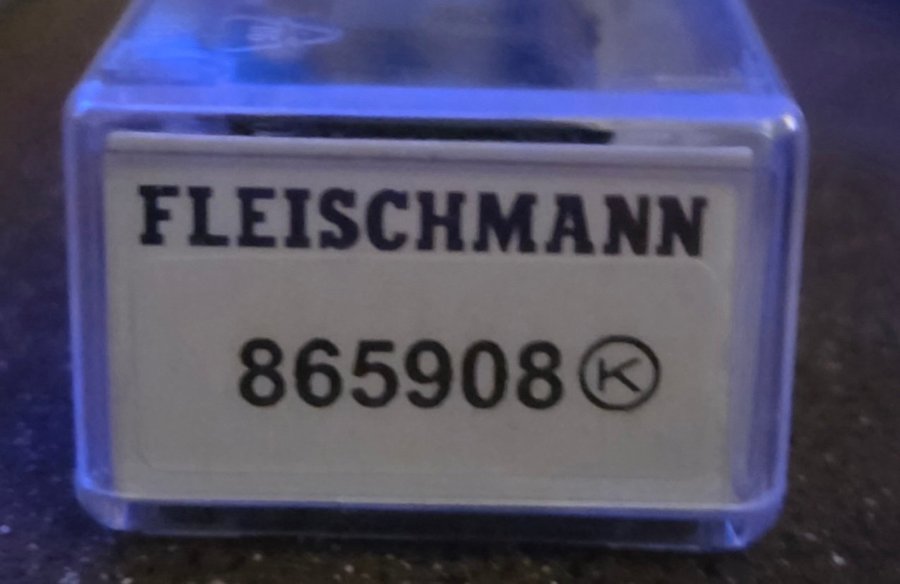 FLEISCHMANN
865908 Ⓚ